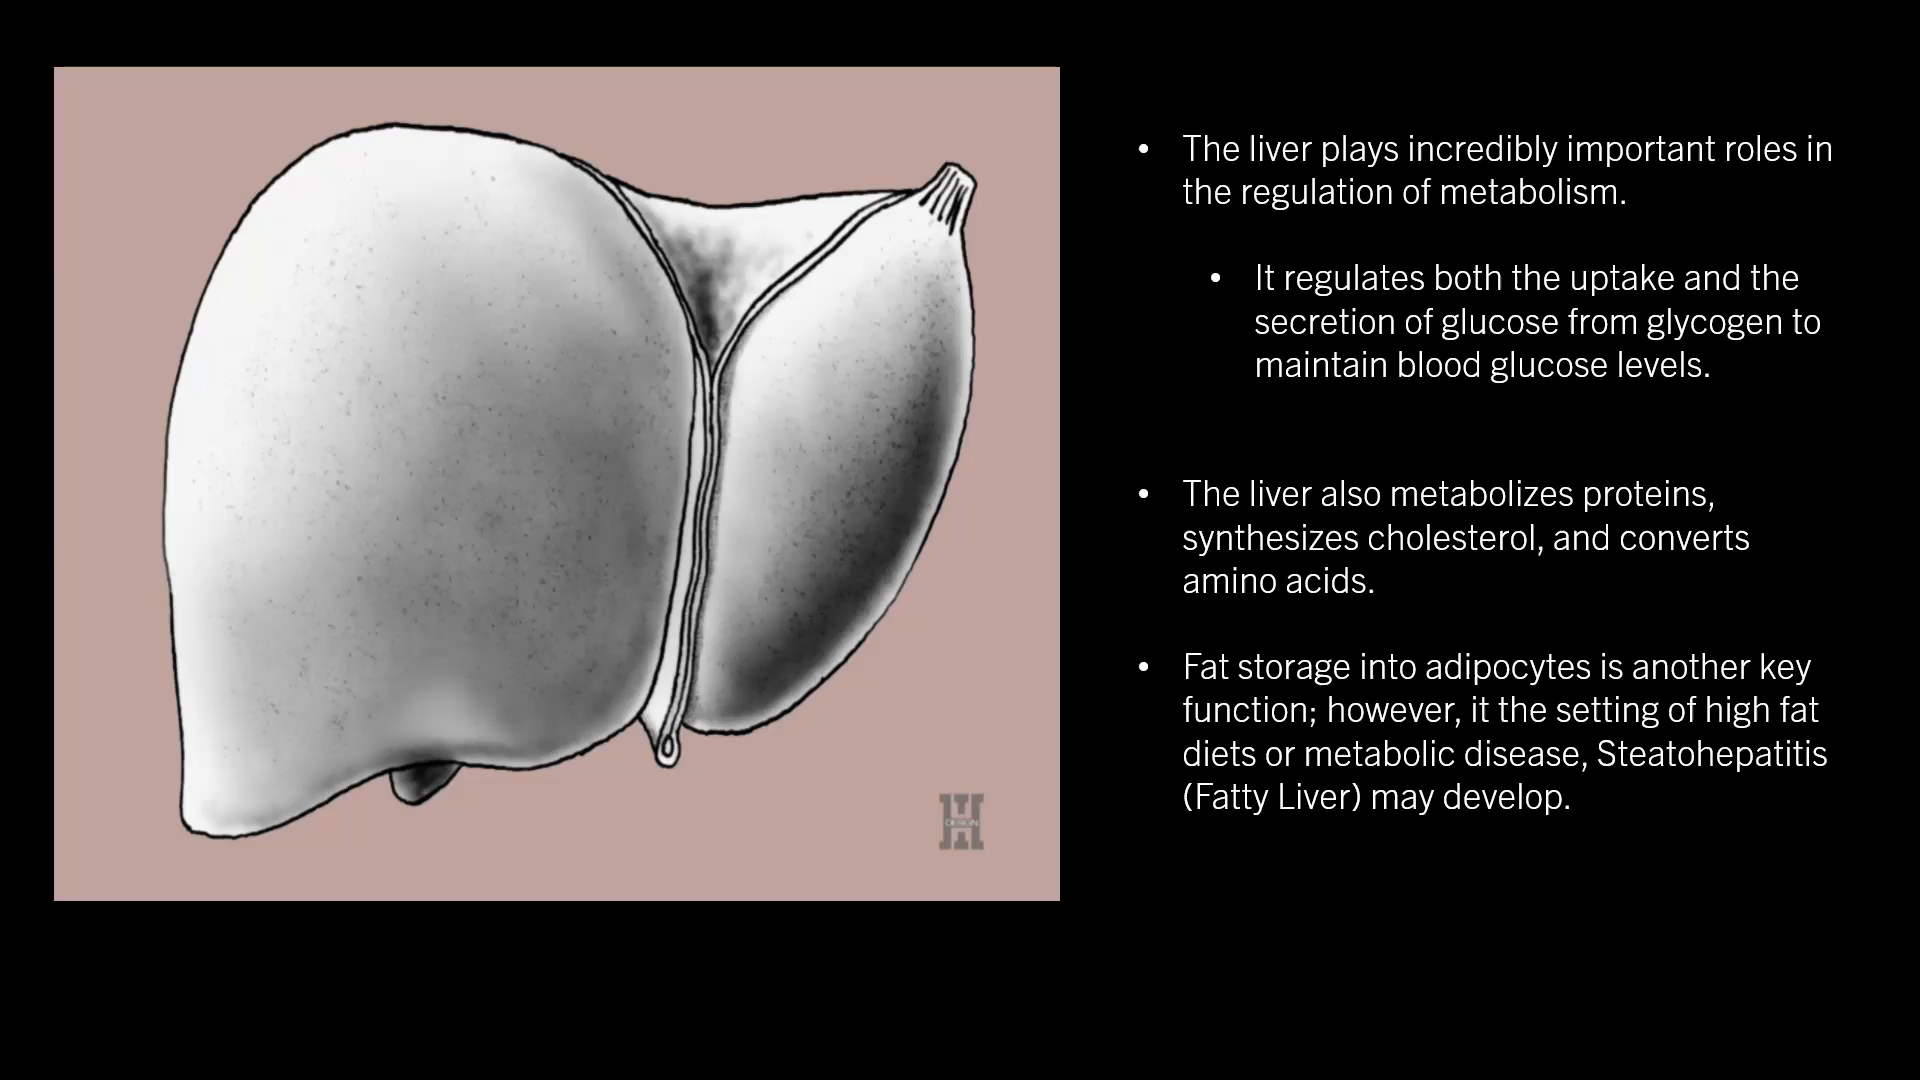 • The liver plays incredibly important roles in
the regulation of metabolism.
• It regulates both the uptake and the
secretion of glucose from glycogen to
maintain blood glucose levels.
• The liver also metabolizes proteins,
synthesizes cholesterol, and converts
amino acids.
• Fat storage into adipocytes is another key
function; however, it the setting of high fat
diets or metabolic disease, Steatohepatitis
(Fatty Liver) may develop.
H
DESIGN